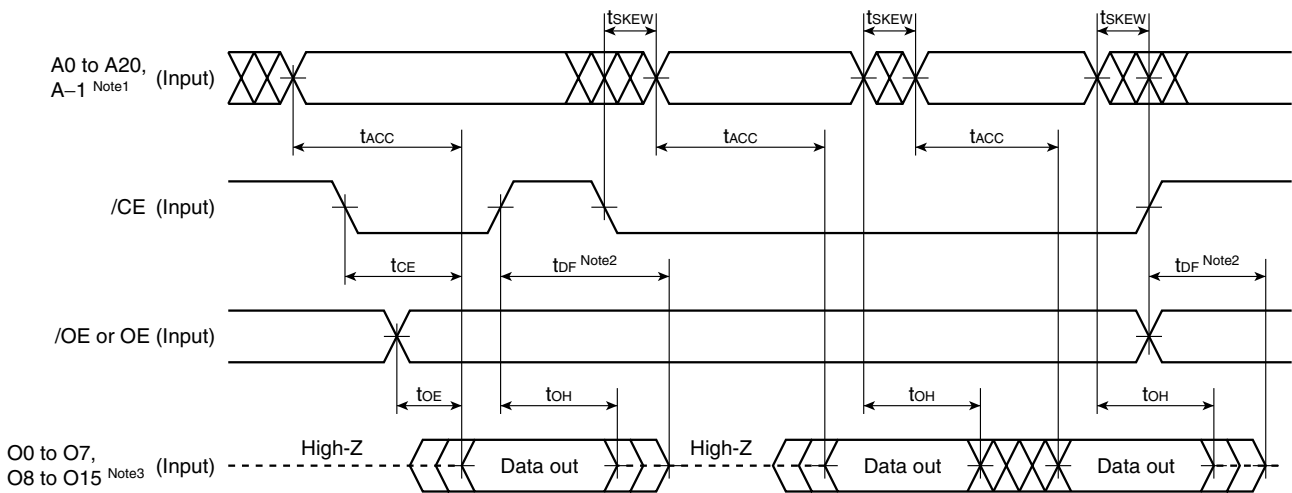 tSKEW tSKEW tSKEW
A0 to A20,
A–1 Note1 (Input)
tACC tACC tACC
/CE (Input)
tCE tDF Note2 tDF Note2
/OE or OE (Input)
tOE tOH tOH tOH
O0 to O7,
O8 to O15 Note3 (Input)
High-Z Data out High-Z Data out Data out